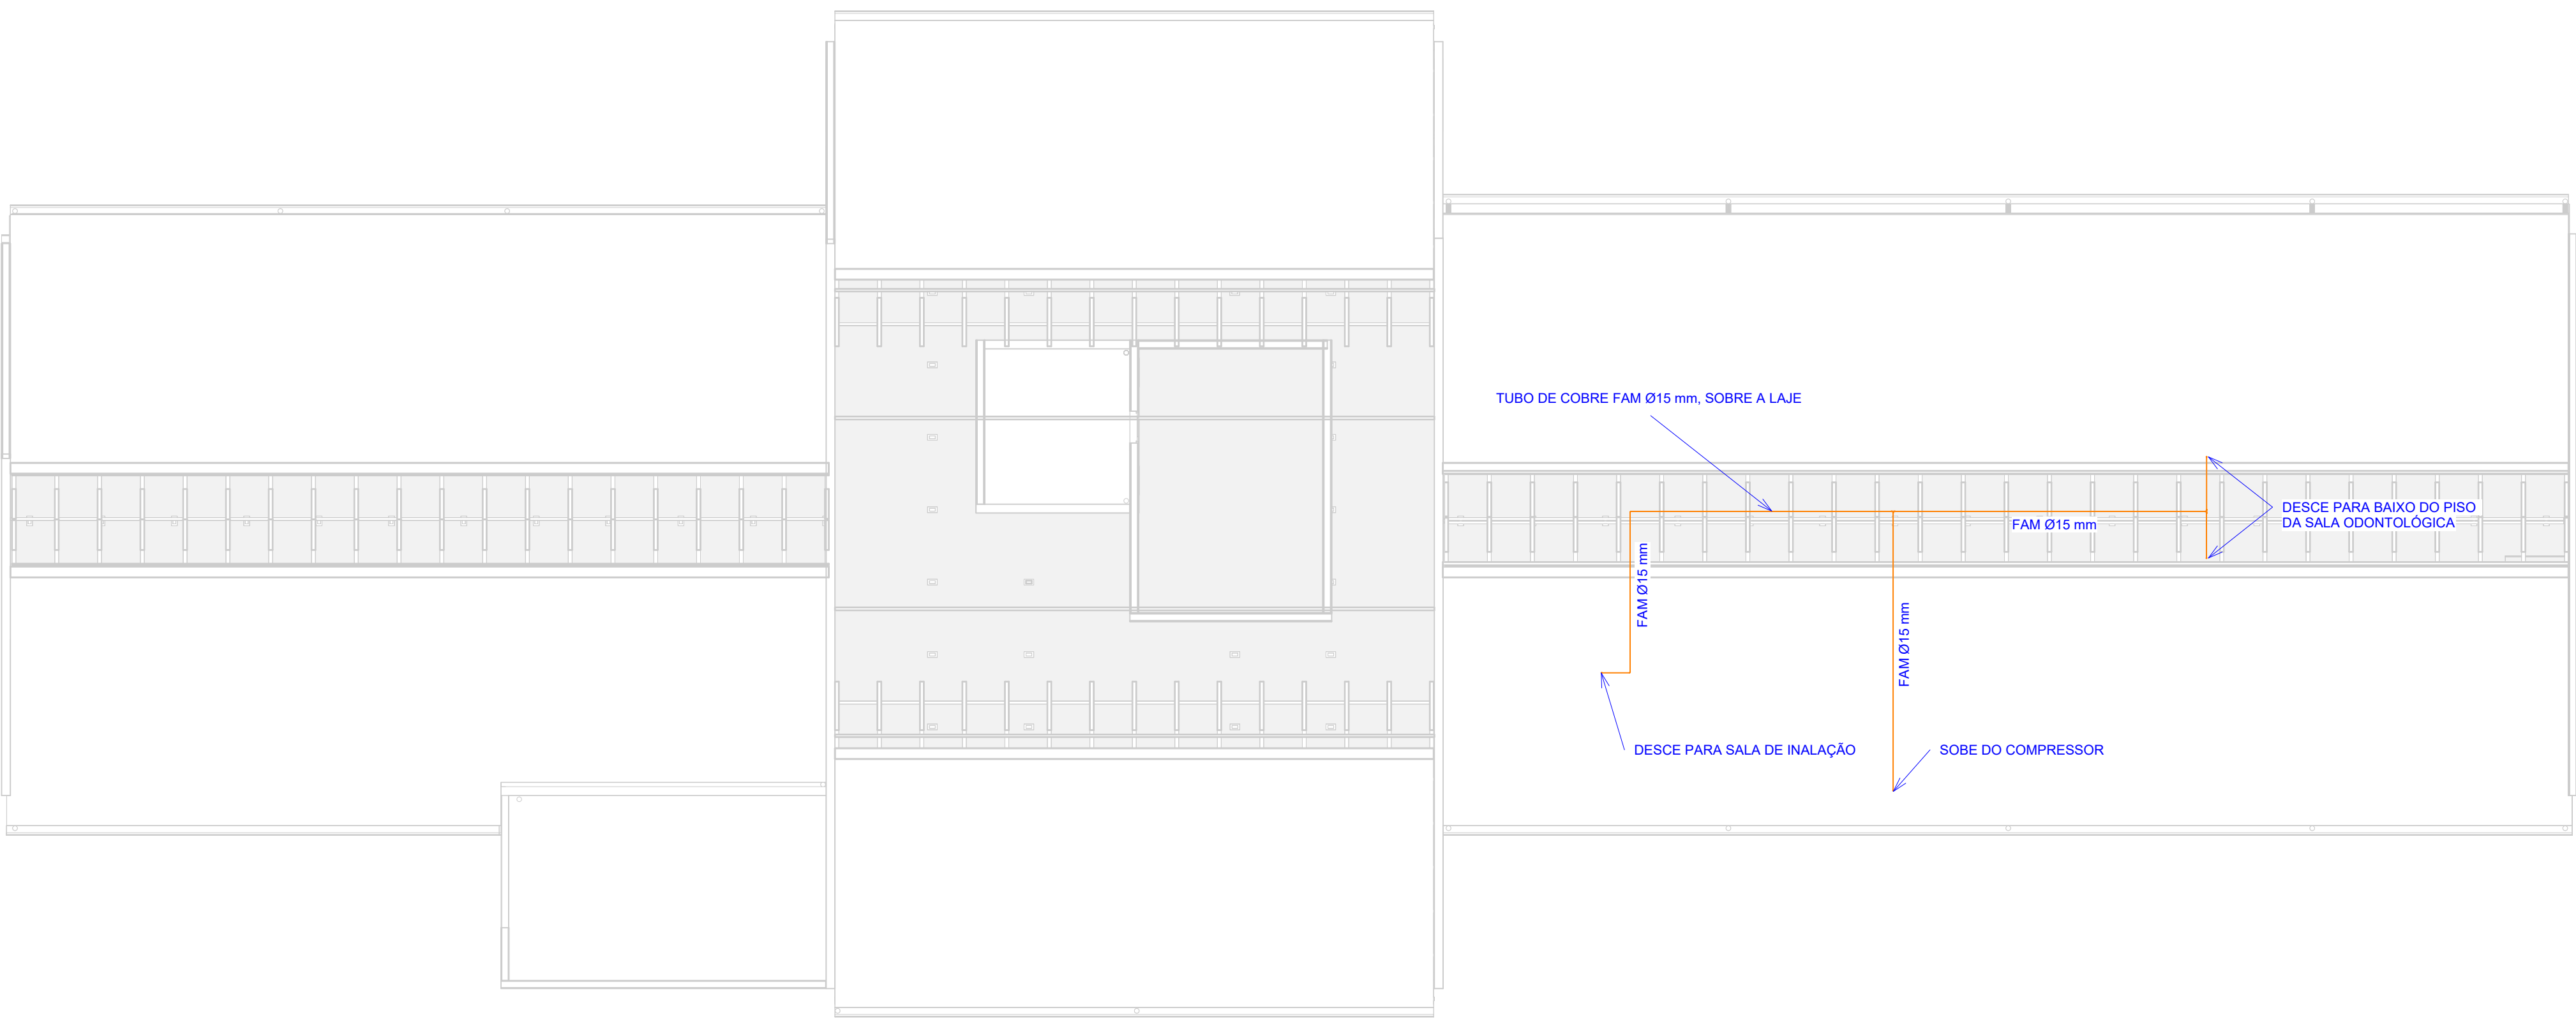 TUBO DE COBRE FAM Ø15 mm, SOBRE A LAJE
DESCE PARA BAIXO DO PISO
DA SALA ODONTOLÓGICA
FAM Ø15 mm
FAM Ø15 mm
FAM Ø15 mm
DESCE PARA SALA DE INALAÇÃO
SOBE DO COMPRESSOR